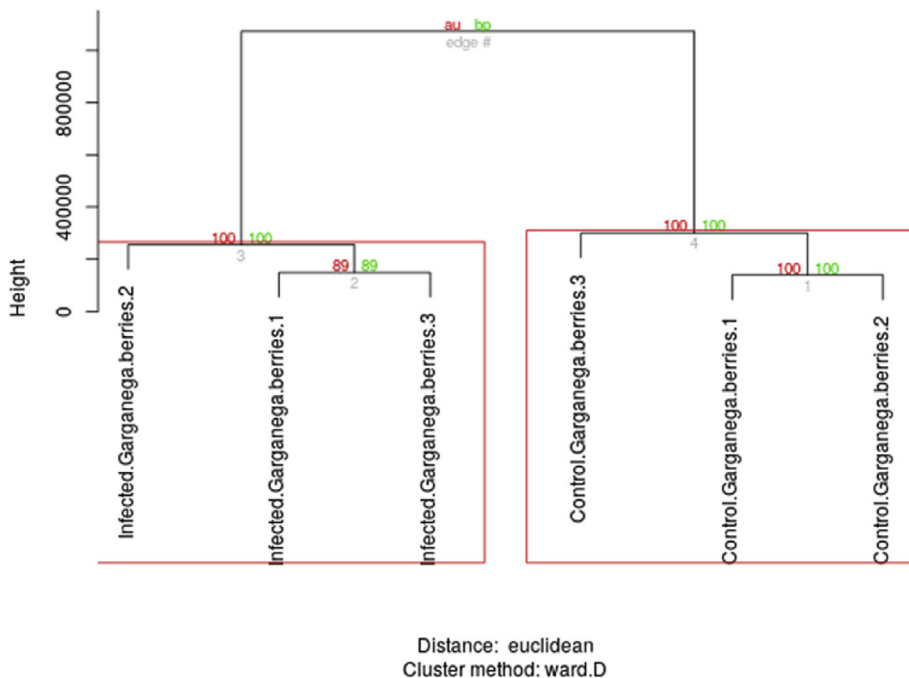 au bp
edge #
Height
800000
400000
0
100 100
3
89 89
2
100 100
4
100 100
1
Infected.Garganega.berries.2
Infected.Garganega.berries.1
Infected.Garganega.berries.3
Control.Garganega.berries.3
Control.Garganega.berries.1
Control.Garganega.berries.2
Distance: euclidean
Cluster method: ward.D